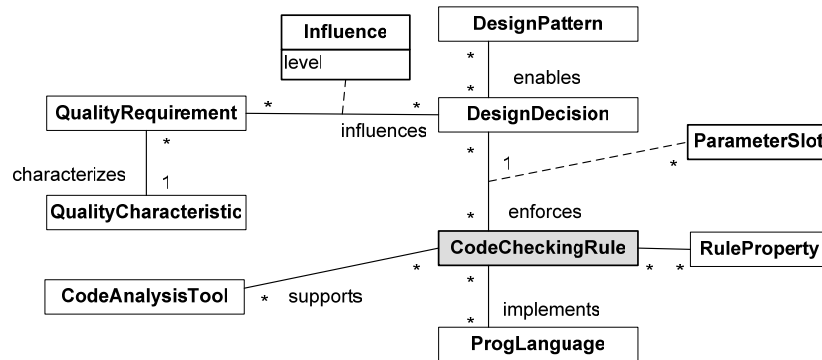 Influence
level
DesignPattern
*
enables
*
QualityRequirement
*
influences
*
DesignDecision
*
characterizes
1
QualityCharacteristic
*
1
*
ParameterSlot
*
enforces
CodeCheckingRule
*
*
RuleProperty
CodeAnalysisTool
*
supports
*
*
implements
*
ProgLanguage